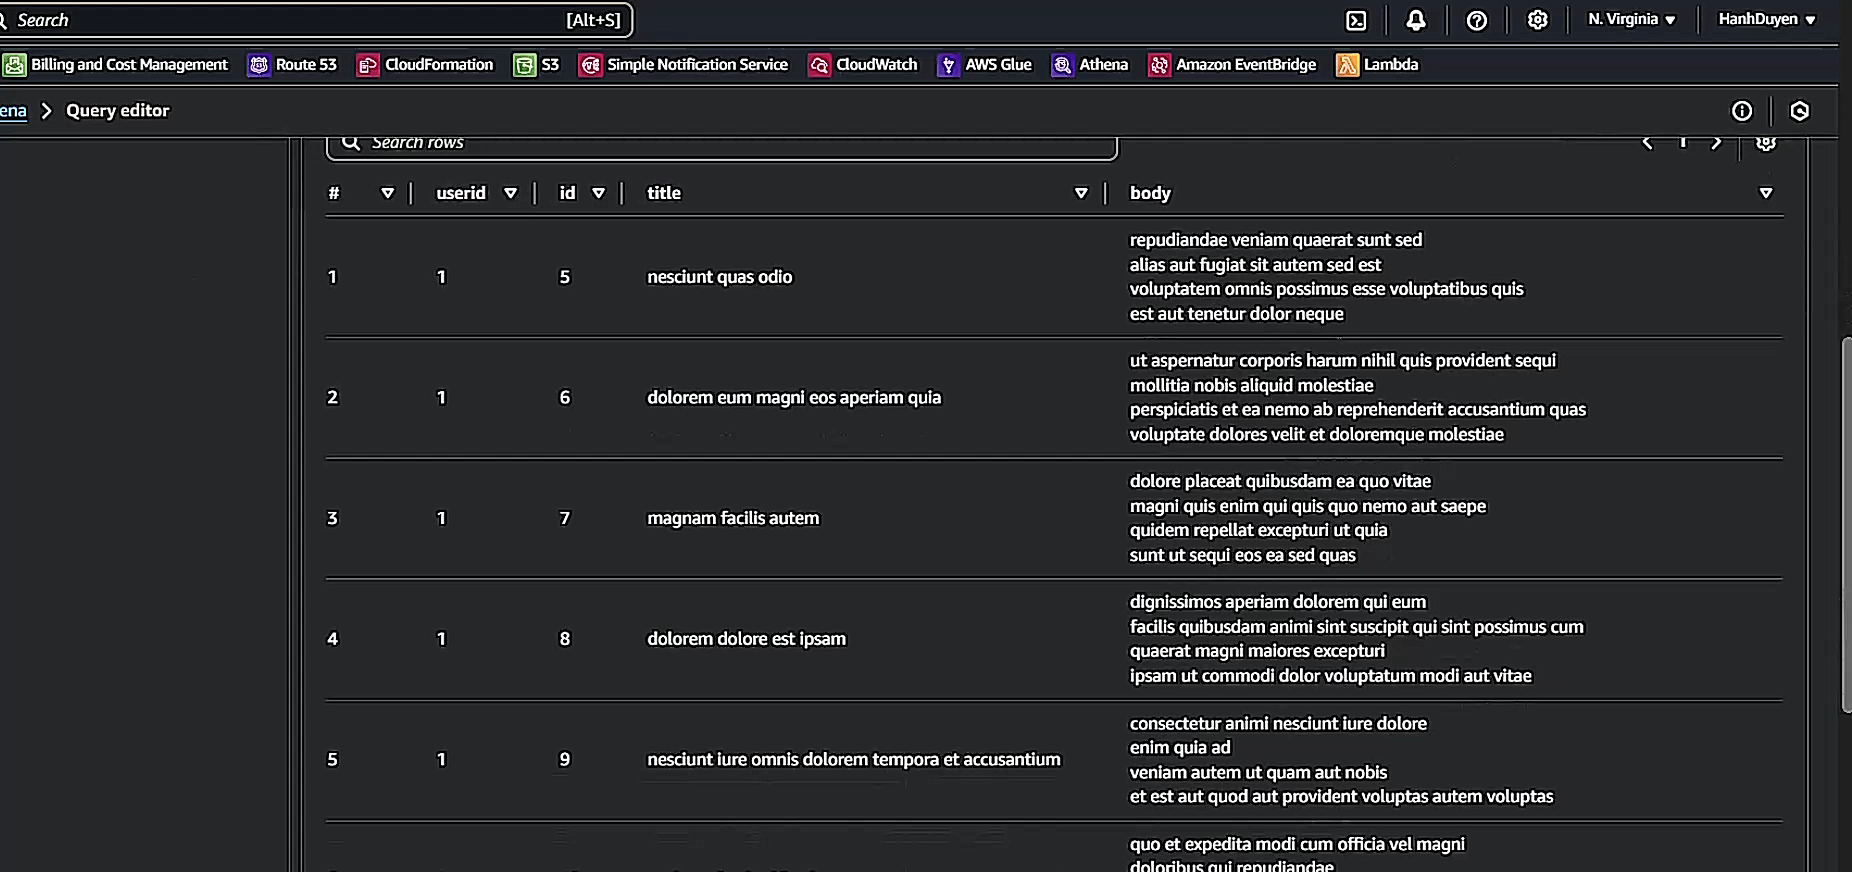 Search [Alt+S] N. Virginia HanhDuyen
Billing and Cost Management Route 53 CloudFormation S3 Simple Notification Service CloudWatch AWS Glue Athena Amazon EventBridge Lambda
ena Query editor
Search rows
# userid id title body
1 1 5 nesciunt quas odio
repudiandae veniam quaerat sunt sed
alias aut fugiat sit autem sed est
voluptatem omnis possimus esse voluptatibus quis
est aut tenetur dolor neque
2 1 6 dolorem eum magni eos aperiam quia
ut aspernatur corporis harum nihil quis provident sequi
mollitia nobis aliquid molestiae
perspiciatis et ea nemo ab reprehenderit accusantium quas
voluptate dolores velit et doloremque molestiae
3 1 7 magnam facilis autem
dolore placeat quibusdam ea quo vitae
magni quis enim qui quis quo nemo aut saepe
quidem repellat excepturi ut quia
sunt ut sequi eos ea sed quas
4 1 8 dolorem dolore est ipsam
dignissimos aperiam dolorem qui eum
facilis quibusdam animi sint suscipit qui sint possimus cum
quaerat magni maiores excepturi
ipsam ut commodi dolor voluptatum modi aut vitae
5 1 9 nesciunt iure omnis dolorem tempora et accusantium
consectetur animi nesciunt iure dolore
enim quia ad
veniam autem ut quam aut nobis
et est aut quod aut provident voluptas autem voluptas
quo et expedita modi cum officia vel magni
doloribus qui repudiandae